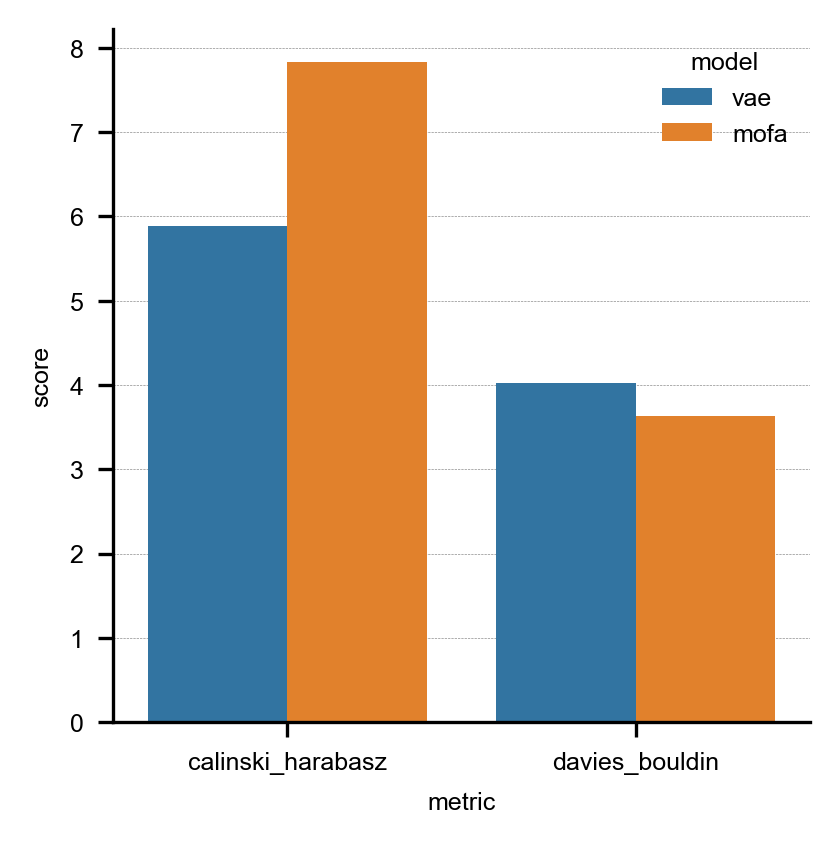 8
7
6
5
4
3
2
1
0
score
model
vae
mofa
calinski_harabasz
davies_bouldin
metric